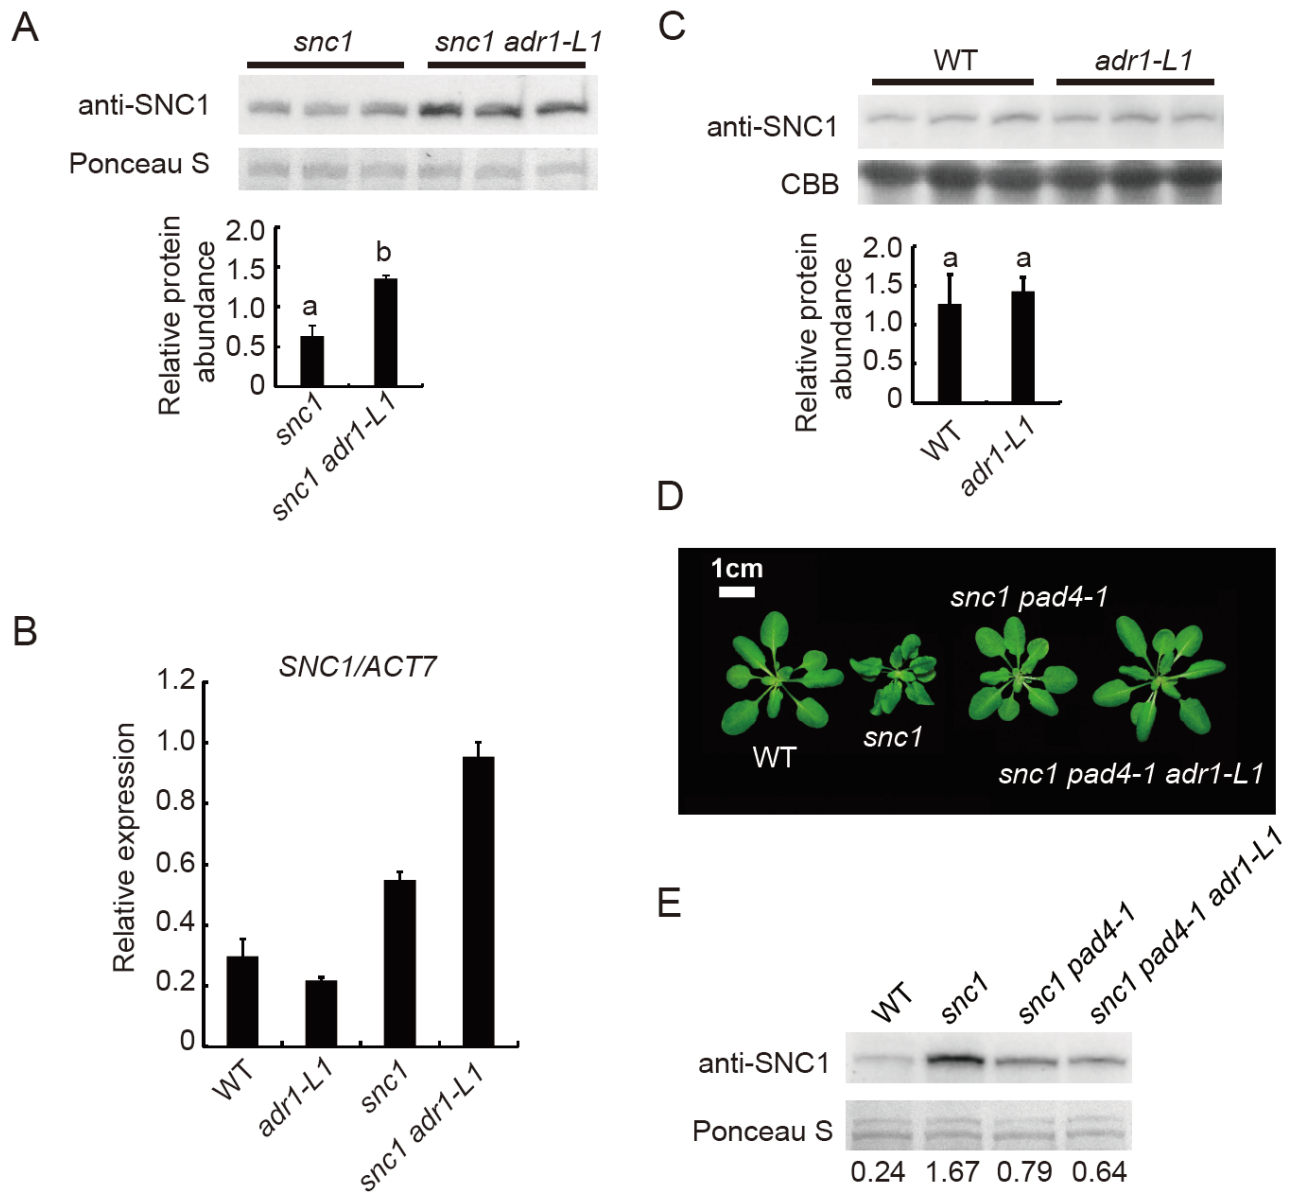 A
snc1
snc1 adr1-L1
anti-SNC1
Ponceau S
Relative protein
abundance
2.0
1.5
1.0
0.5
0
a
b
snc1
snc1 adr1-L1
B
SNC1/ACT7
Relative expression
1.2
1.0
0.8
0.6
0.4
0.2
0
WT
adr1-L1
snc1
snc1 adr1-L1
C
WT
adr1-L1
anti-SNC1
CBB
Relative protein
abundance
2.0
1.5
1.0
0.5
0
a
a
WT
adr1-L1
D
1cm
snc1 pad4-1
WT
snc1
snc1 pad4-1 adr1-L1
E
WT
snc1
snc1 pad4-1
snc1 pad4-1 adr1-L1
anti-SNC1
Ponceau S
0.24 1.67 0.79 0.64